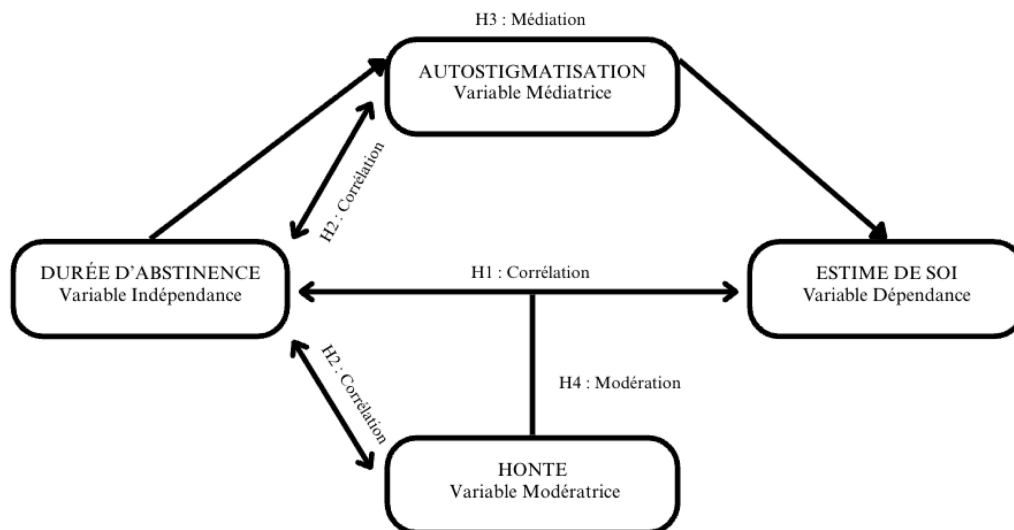 H3 : Médiation
AUTOSTIGMATISATION
Variable Médiatrice
H2 : Corrélation
DURÉE D'ABSTINENCE
Variable Indépendance
H1 : Corrélation
ESTIME DE SOI
Variable Dépendance
H2 : Corrélation
H4 : Modération
HONTE
Variable Modératrice